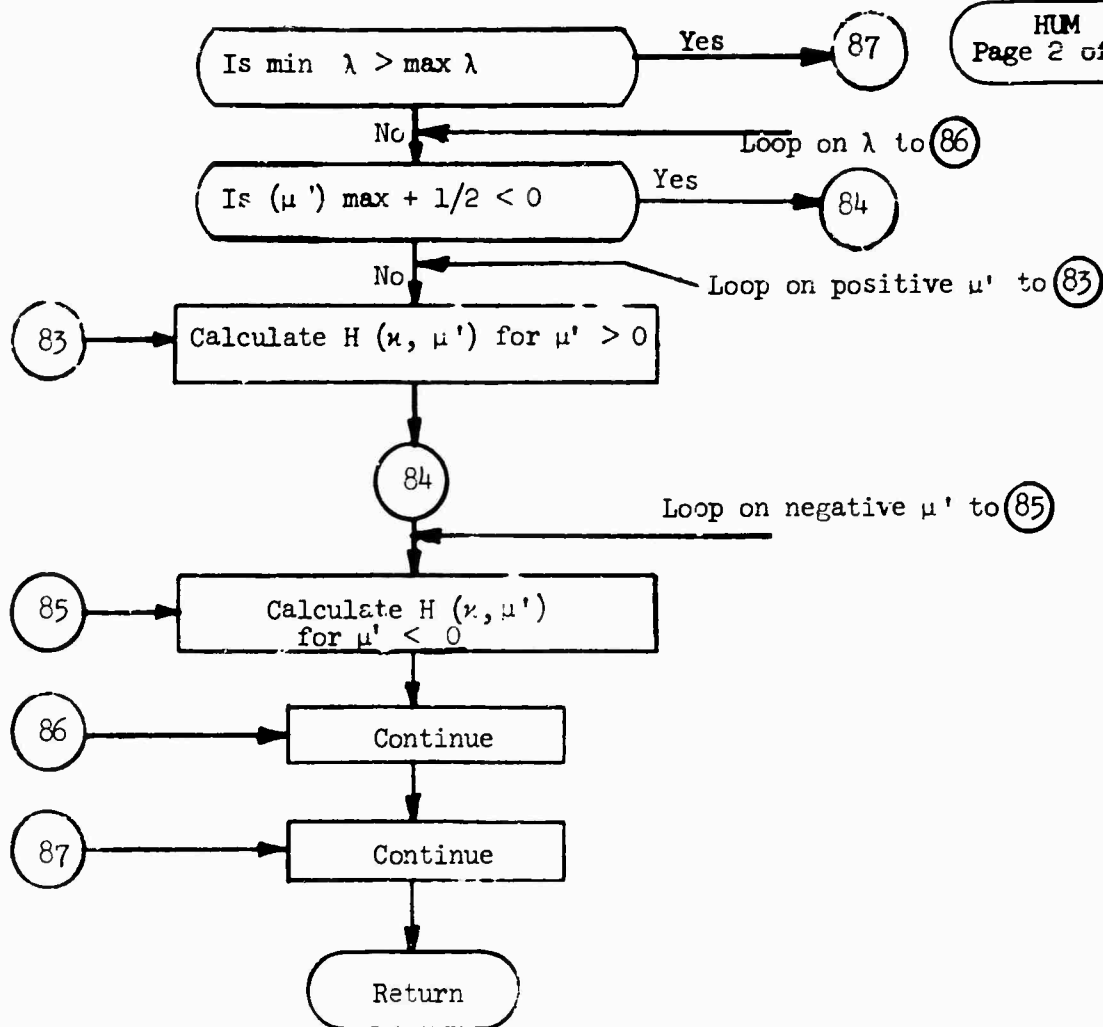 HUM
Page 2 of
Is min λ > max λ
Yes
87
No
Loop on λ to 86
Is (μ') max + 1/2 < 0
Yes
84
No
Loop on positive μ' to 83
83
Calculate H (ϰ, μ') for μ' > 0
84
Loop on negative μ' to 85
85
Calculate H (ϰ, μ')
for μ' < 0
86
Continue
87
Continue
Return